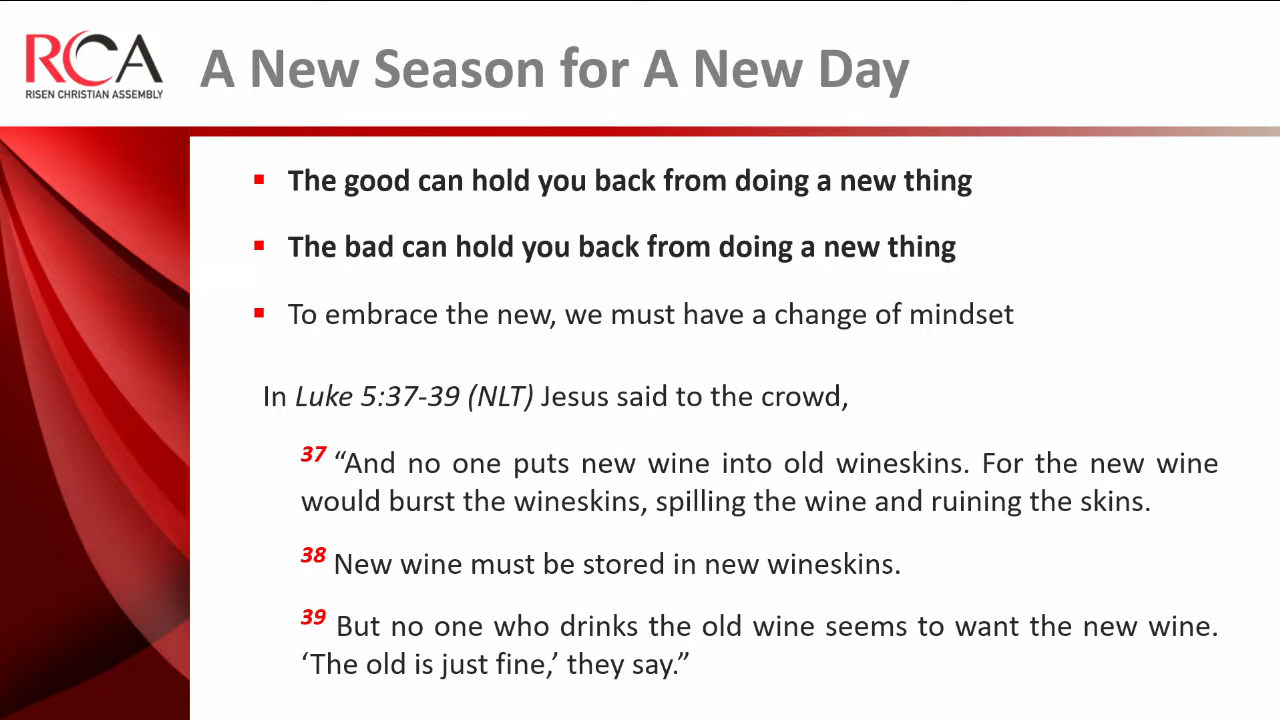 RCA
RISEN CHRISTIAN ASSEMBLY
A New Season for A New Day
▪ The good can hold you back from doing a new thing
▪ The bad can hold you back from doing a new thing
▪ To embrace the new, we must have a change of mindset
In Luke 5:37-39 (NLT) Jesus said to the crowd,
37 “And no one puts new wine into old wineskins. For the new wine
would burst the wineskins, spilling the wine and ruining the skins.
38 New wine must be stored in new wineskins.
39 But no one who drinks the old wine seems to want the new wine.
‘The old is just fine,’ they say.”